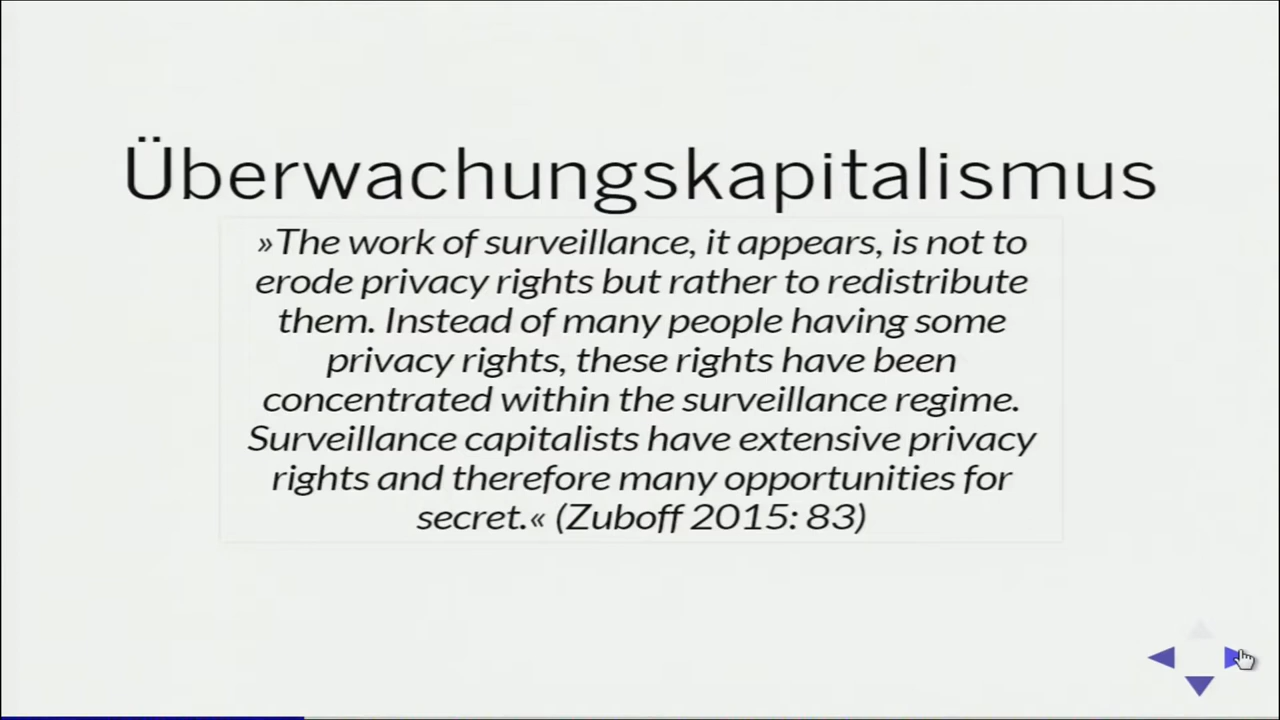 Überwachungskapitalismus
»The work of surveillance, it appears, is not to
erode privacy rights but rather to redistribute
them. Instead of many people having some
privacy rights, these rights have been
concentrated within the surveillance regime.
Surveillance capitalists have extensive privacy
rights and therefore many opportunities for
secret.« (Zuboff 2015: 83)